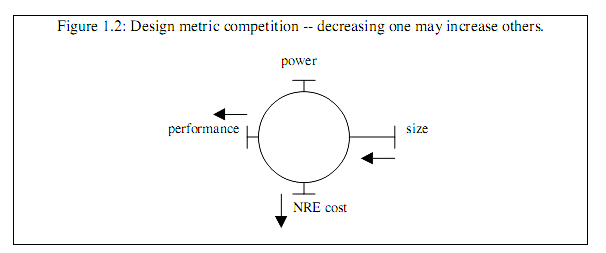 Figure 1.2: Design metric competition -- decreasing one may increase others.
power
performance
size
NRE cost